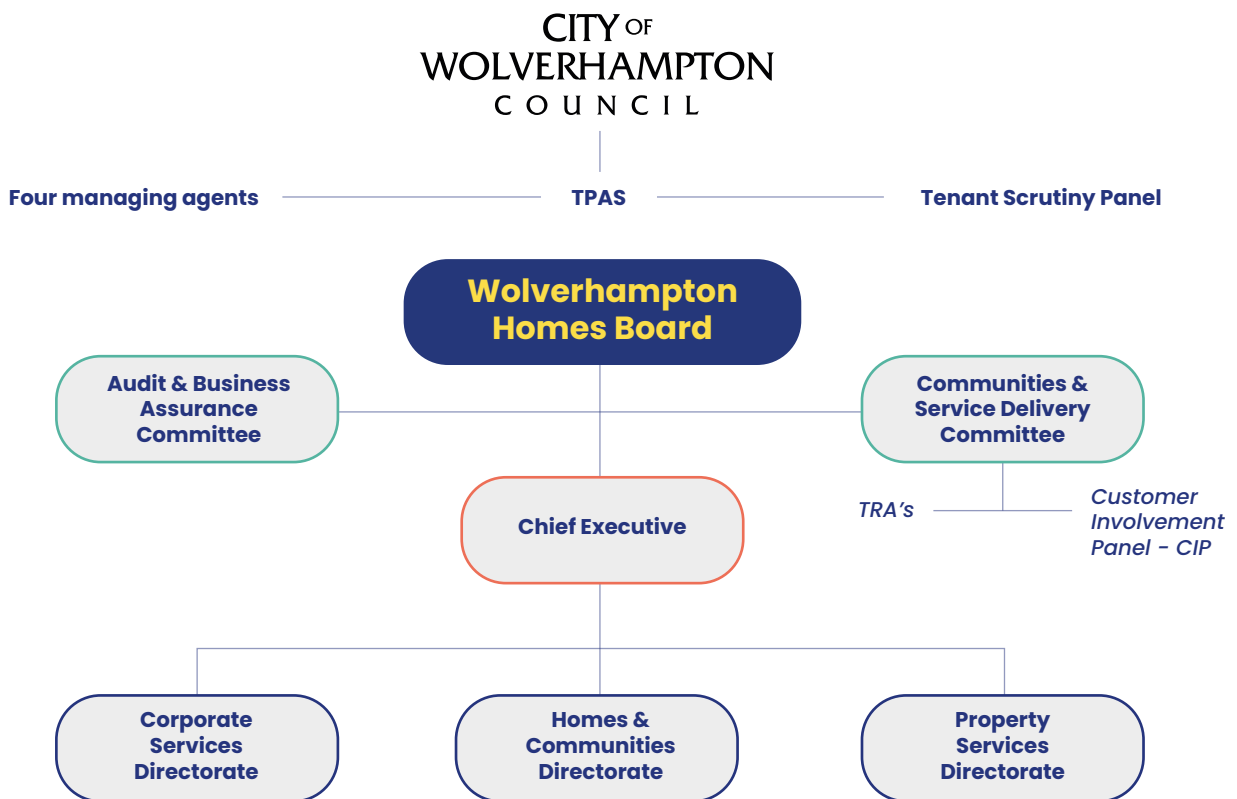 CITY OF
WOLVERHAMPTON
COUNCIL
Four managing agents
TPAS
Tenant Scrutiny Panel
Wolverhampton
Homes Board
Audit & Business
Assurance
Committee
Communities &
Service Delivery
Committee
Chief Executive
TRA’s
Customer
Involvement
Panel - CIP
Corporate
Services
Directorate
Homes &
Communities
Directorate
Property
Services
Directorate